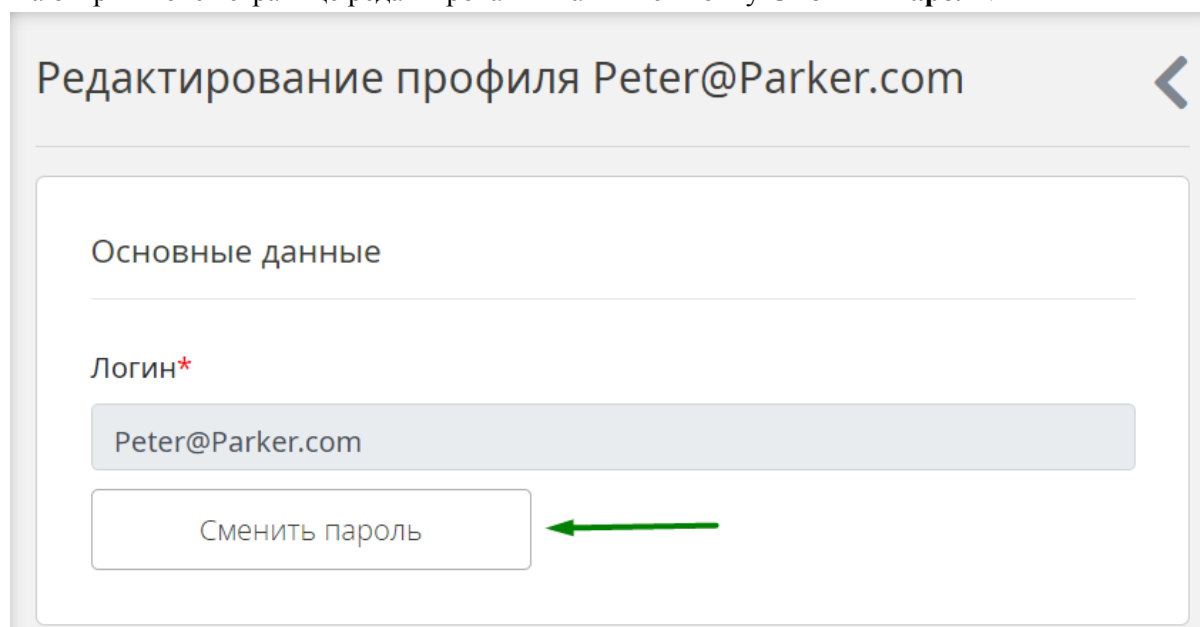 Редактирование профиля Peter@Parker.com
Основные данные
Логин*
Peter@Parker.com
Сменить пароль